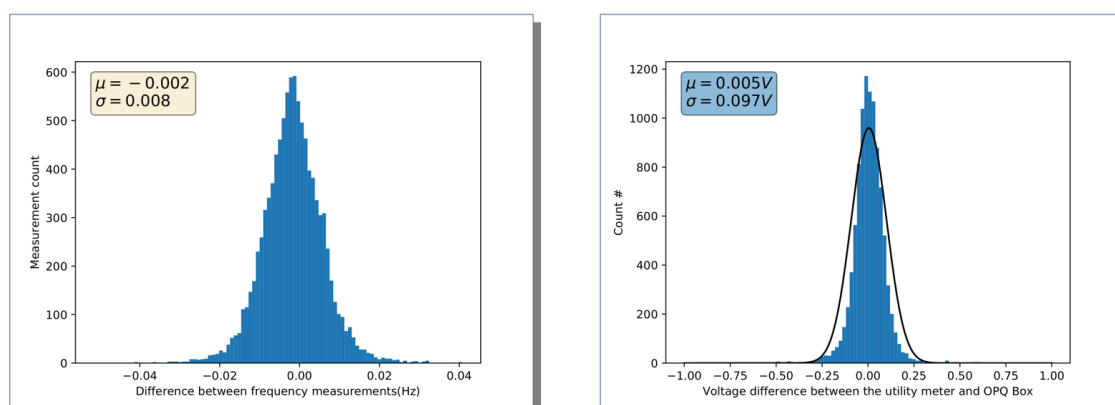 μ = −0.002
σ = 0.008
600
500
400
300
200
100
0
Measurement count
−0.04 −0.02 0.00 0.02 0.04
Difference between frequency measurements(Hz)
μ = 0.005V
σ = 0.097V
1200
1000
800
600
400
200
0
Count #
−1.00 −0.75 −0.50 −0.25 0.00 0.25 0.50 0.75 1.00
Voltage difference between the utility meter and OPQ Box